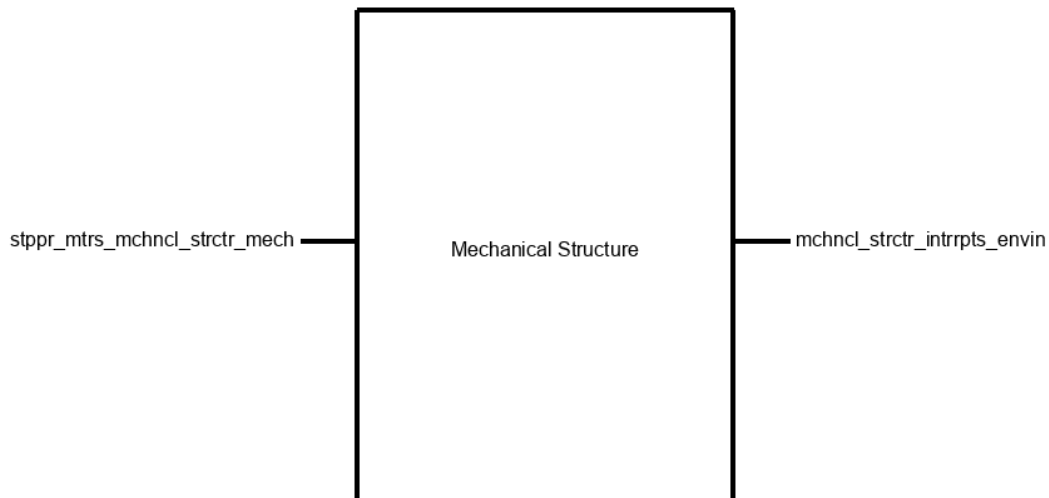 stppr_mtrs_mchncl_strctr_mech
Mechanical Structure
mchncl_strctr_intrrpts_envin